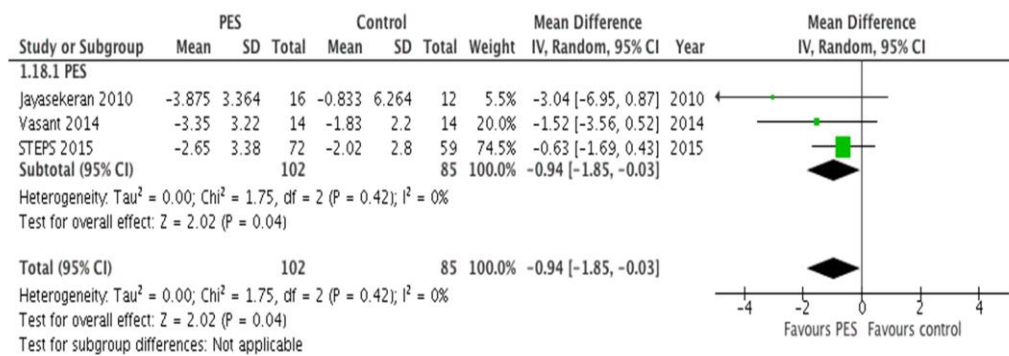 PES Control Mean Difference Mean Difference
Study or Subgroup Mean SD Total Mean SD Total Weight IV, Random, 95% CI Year IV, Random, 95% CI
1.18.1 PES
Jayasekeran 2010 -3.875 3.364 16 -0.833 6.264 12 5.5% -3.04 [-6.95, 0.87] 2010
Vasant 2014 -3.35 3.22 14 -1.83 2.2 14 20.0% -1.52 [-3.56, 0.52] 2014
STEPS 2015 -2.65 3.38 72 -2.02 2.8 59 74.5% -0.63 [-1.69, 0.43] 2015
Subtotal (95% CI) 102 85 100.0% -0.94 [-1.85, -0.03]
Heterogeneity: Tau² = 0.00; Chi² = 1.75, df = 2 (P = 0.42); I² = 0%
Test for overall effect: Z = 2.02 (P = 0.04)
Total (95% CI) 102 85 100.0% -0.94 [-1.85, -0.03]
Heterogeneity: Tau² = 0.00; Chi² = 1.75, df = 2 (P = 0.42); I² = 0%
Test for overall effect: Z = 2.02 (P = 0.04)
Test for subgroup differences: Not applicable
-4 -2 0 2 4
Favours PES Favours control